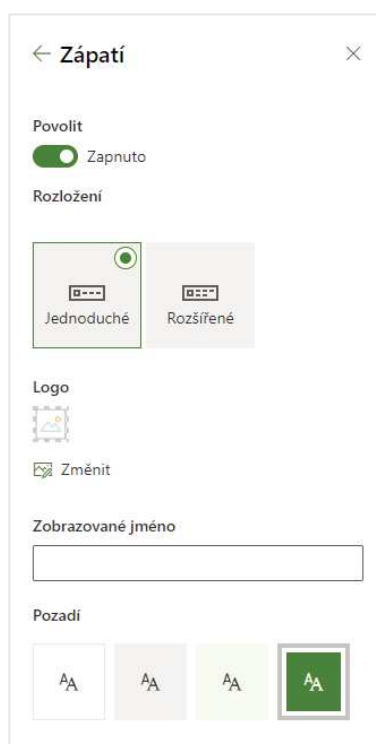 Zápatí
Povolit
Zapnuto
Rozložení
Jednoduché Rozšířené
Logo
Změnit
Zobrazované jméno
Pozadí
AA AA AA AA